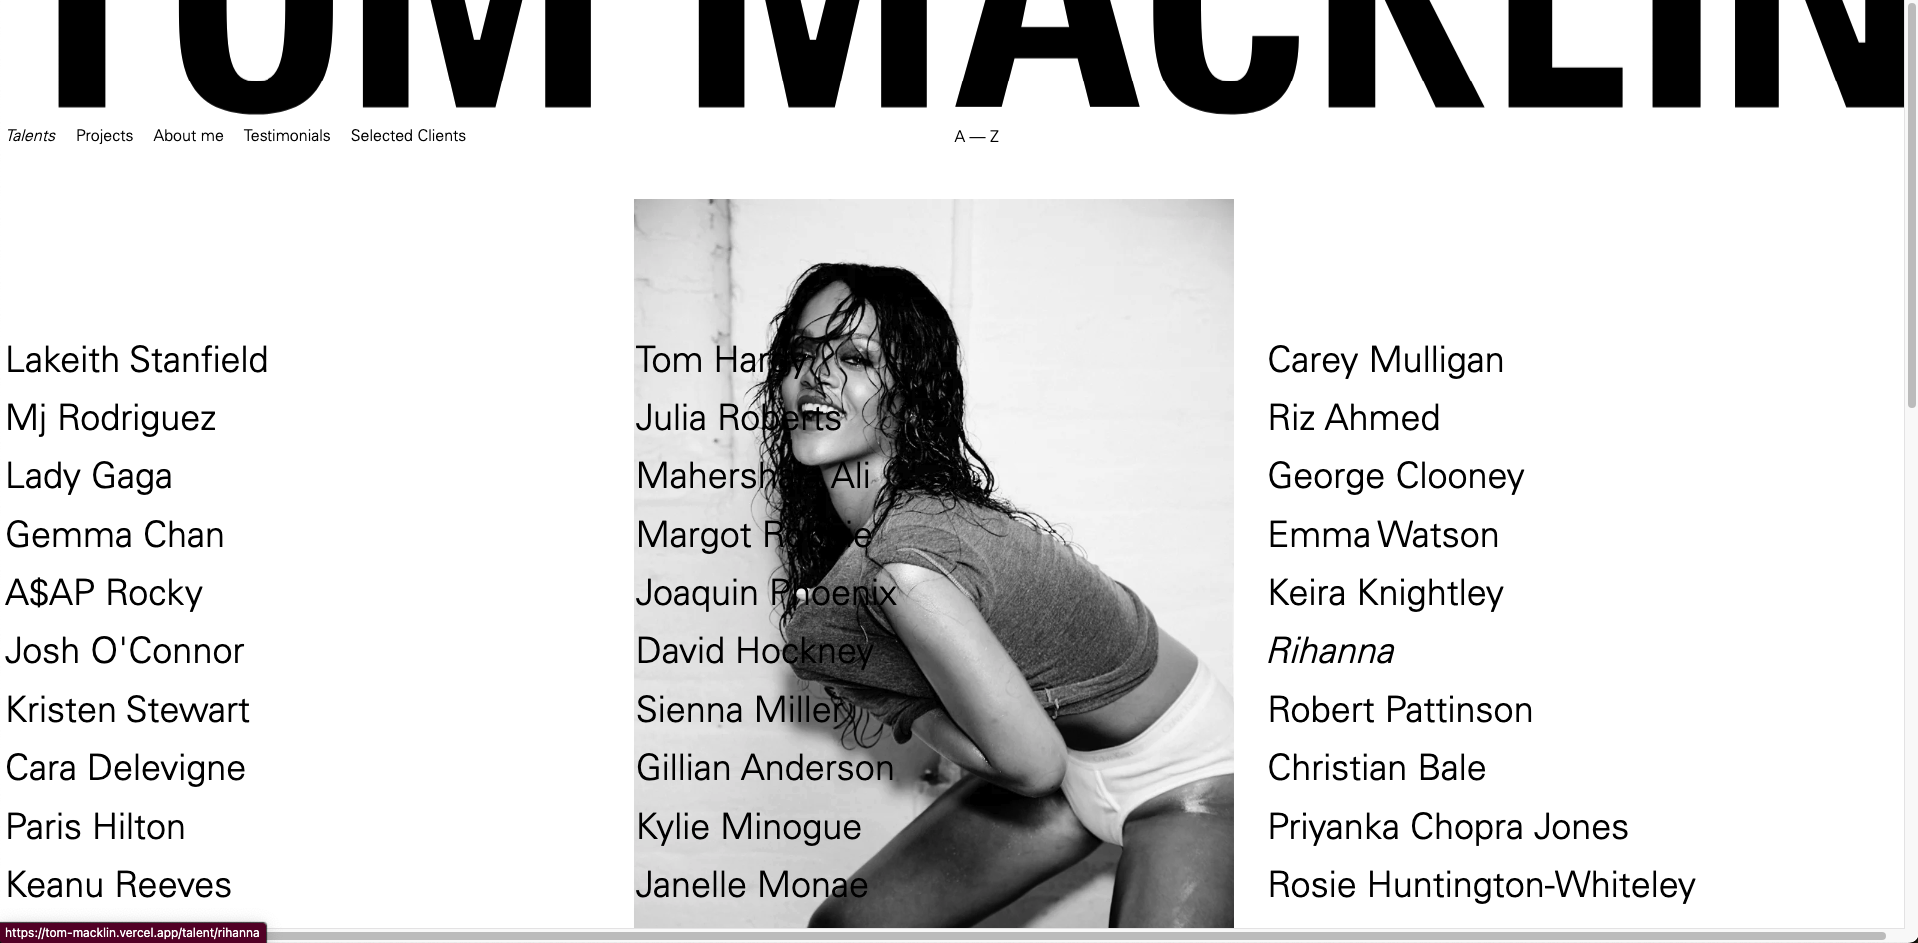 TOM MACKLIN
Talents Projects About me Testimonials Selected Clients A — Z
Lakeith Stanfield Tom Hardy Carey Mulligan
Mj Rodriguez Julia Roberts Riz Ahmed
Lady Gaga Mahershala Ali George Clooney
Gemma Chan Margot Robbie Emma Watson
A$AP Rocky Joaquin Phoenix Keira Knightley
Josh O'Connor David Hockney Rihanna
Kristen Stewart Sienna Miller Robert Pattinson
Cara Delevigne Gillian Anderson Christian Bale
Paris Hilton Kylie Minogue Priyanka Chopra Jones
Keanu Reeves Janelle Monae Rosie Huntington-Whiteley
https://tom-macklin.vercel.app/talent/rihanna